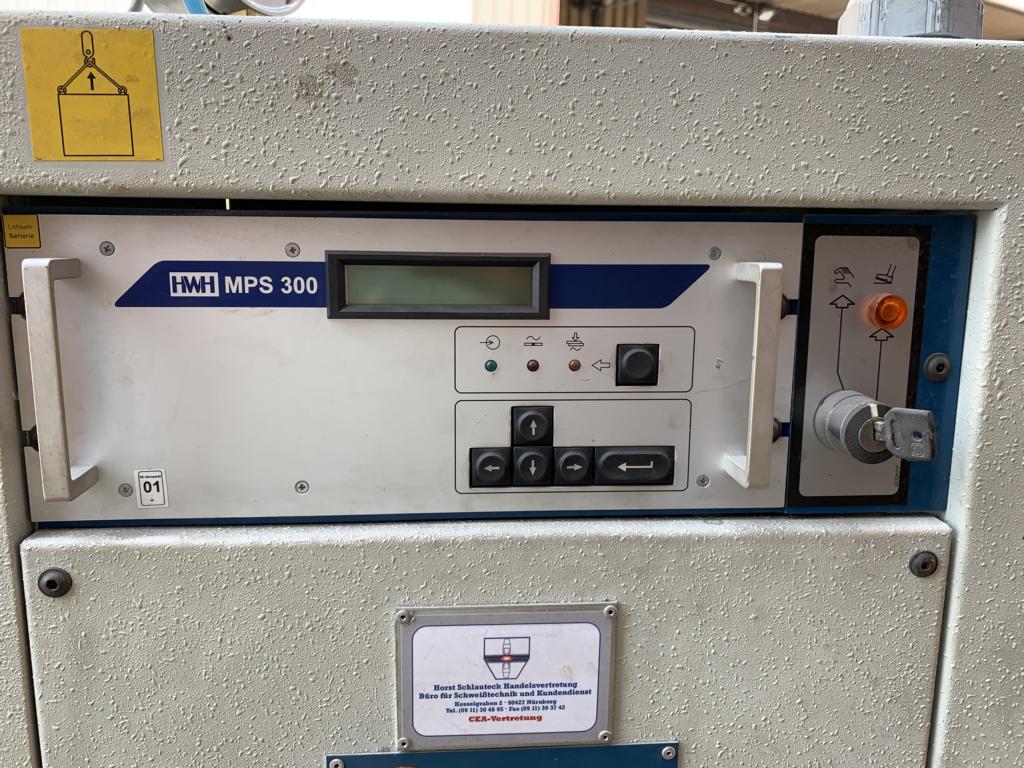 Lithium-
Batterie
HWH MPS 300
01
Horst Schlauteck Handelsvertretung
Büro für Schweißtechnik und Kundendienst
Kesselgraben 2 · 90427 Nürnberg
Tel. (09 11) 30 48 95 · Fax (09 11) 30 37 42
CEA-Vertretung